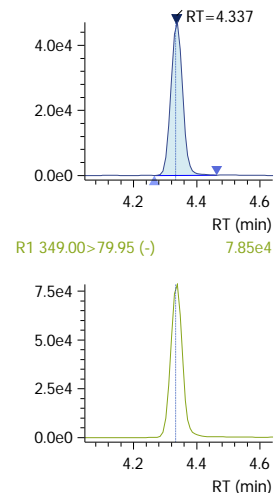 RT=4.337
4.0e4
2.0e4
0.0e0
4.2 4.4 4.6
RT (min)
R1 349.00>79.95 (-) 7.85e4
7.5e4
5.0e4
2.5e4
0.0e0
4.2 4.4 4.6
RT (min)